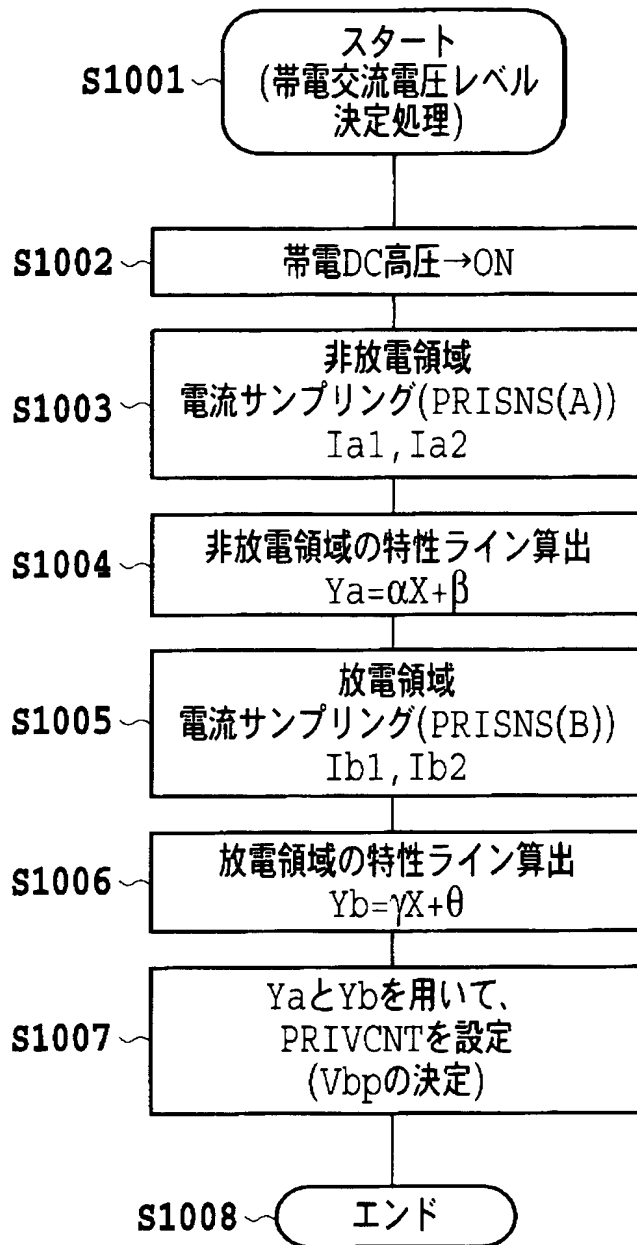 S1001
スタート
(帯電交流電圧レベル
決定処理)
S1002
帯電DC高圧→ON
S1003
非放電領域
電流サンプリング(PRISNS(A))
Ia1,Ia2
S1004
非放電領域の特性ライン算出
Ya=αX+β
S1005
放電領域
電流サンプリング(PRISNS(B))
Ib1,Ib2
S1006
放電領域の特性ライン算出
Yb=γX+θ
S1007
YaとYbを用いて、
PRIVCNTを設定
(Vbpの決定)
S1008
エンド